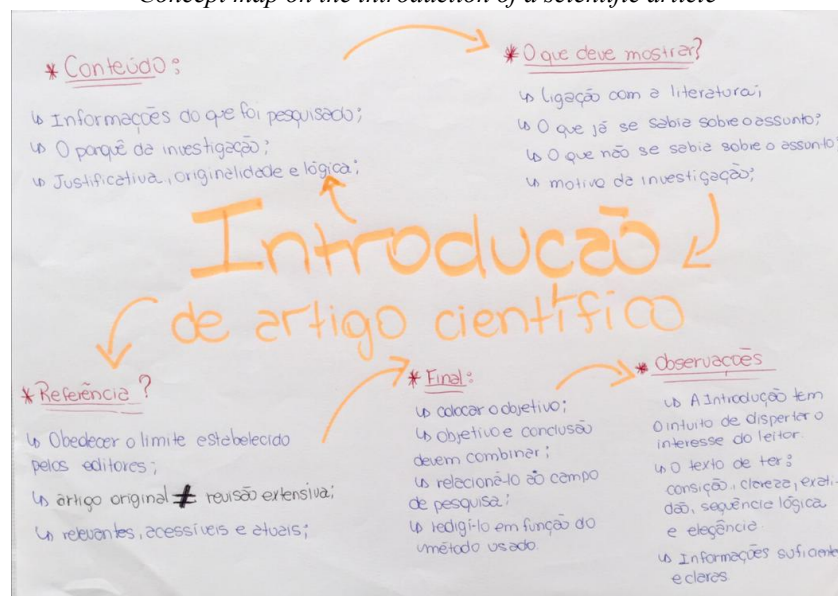 Concept map on the introduction of a scientific article
* Conteúdo:
↳ Informações do que foi pesquisado;
↳ O porquê da investigação;
↳ Justificativa, originalidade e lógica;
* O que deve mostrar?
↳ ligação com a literatura;
↳ O que já se sabia sobre o assunto;
↳ O que não se sabia sobre o assunto;
↳ motivo da investigação;
Introdução
de artigo científico
* Referência?
↳ Obedecer o limite estabelecido
pelos editores;
↳ artigo original ≠ revisão extensiva;
↳ relevantes, acessíveis e atuais;
* Final:
↳ colocar o objetivo;
↳ objetivo e conclusão
devem combinar;
↳ relacioná-lo ao campo
de pesquisa;
↳ redigí-lo em função do
método usado.
* Observações
↳ A Introdução tem
o intuito de disperter o
interesse do leitor.
↳ O texto de ter:
consição, clareza, exati-
dão, sequência lógica
e elegância.
↳ Informações suficiente
e claras